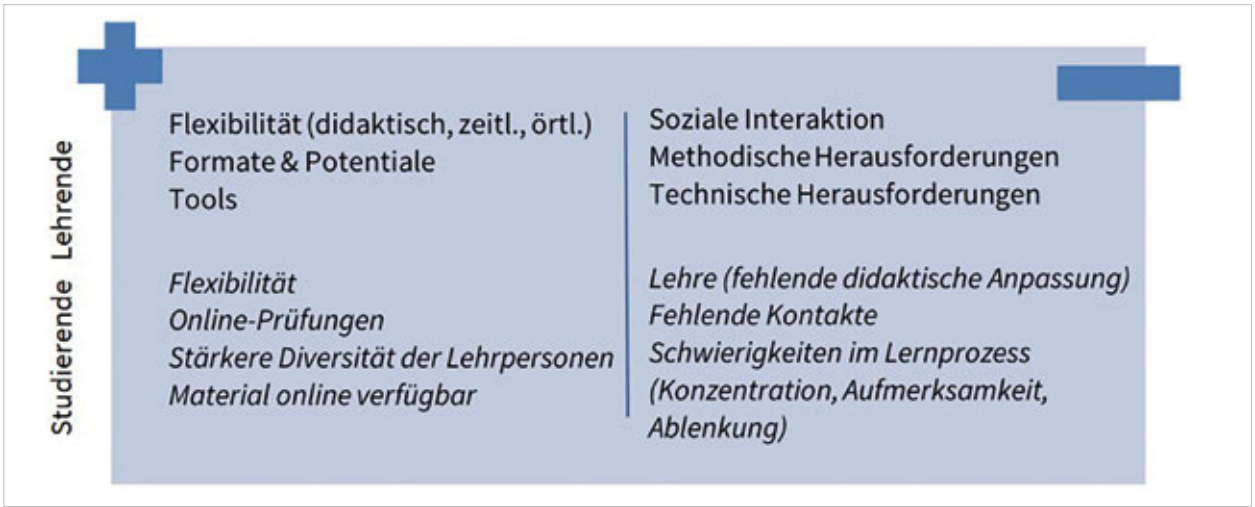 Lehrende
Flexibilität (didaktisch, zeitl., örtl.)
Formate & Potentiale
Tools
Soziale Interaktion
Methodische Herausforderungen
Technische Herausforderungen
Studierende
Flexibilität
Online-Prüfungen
Stärkere Diversität der Lehrpersonen
Material online verfügbar
Lehre (fehlende didaktische Anpassung)
Fehlende Kontakte
Schwierigkeiten im Lernprozess
(Konzentration, Aufmerksamkeit,
Ablenkung)